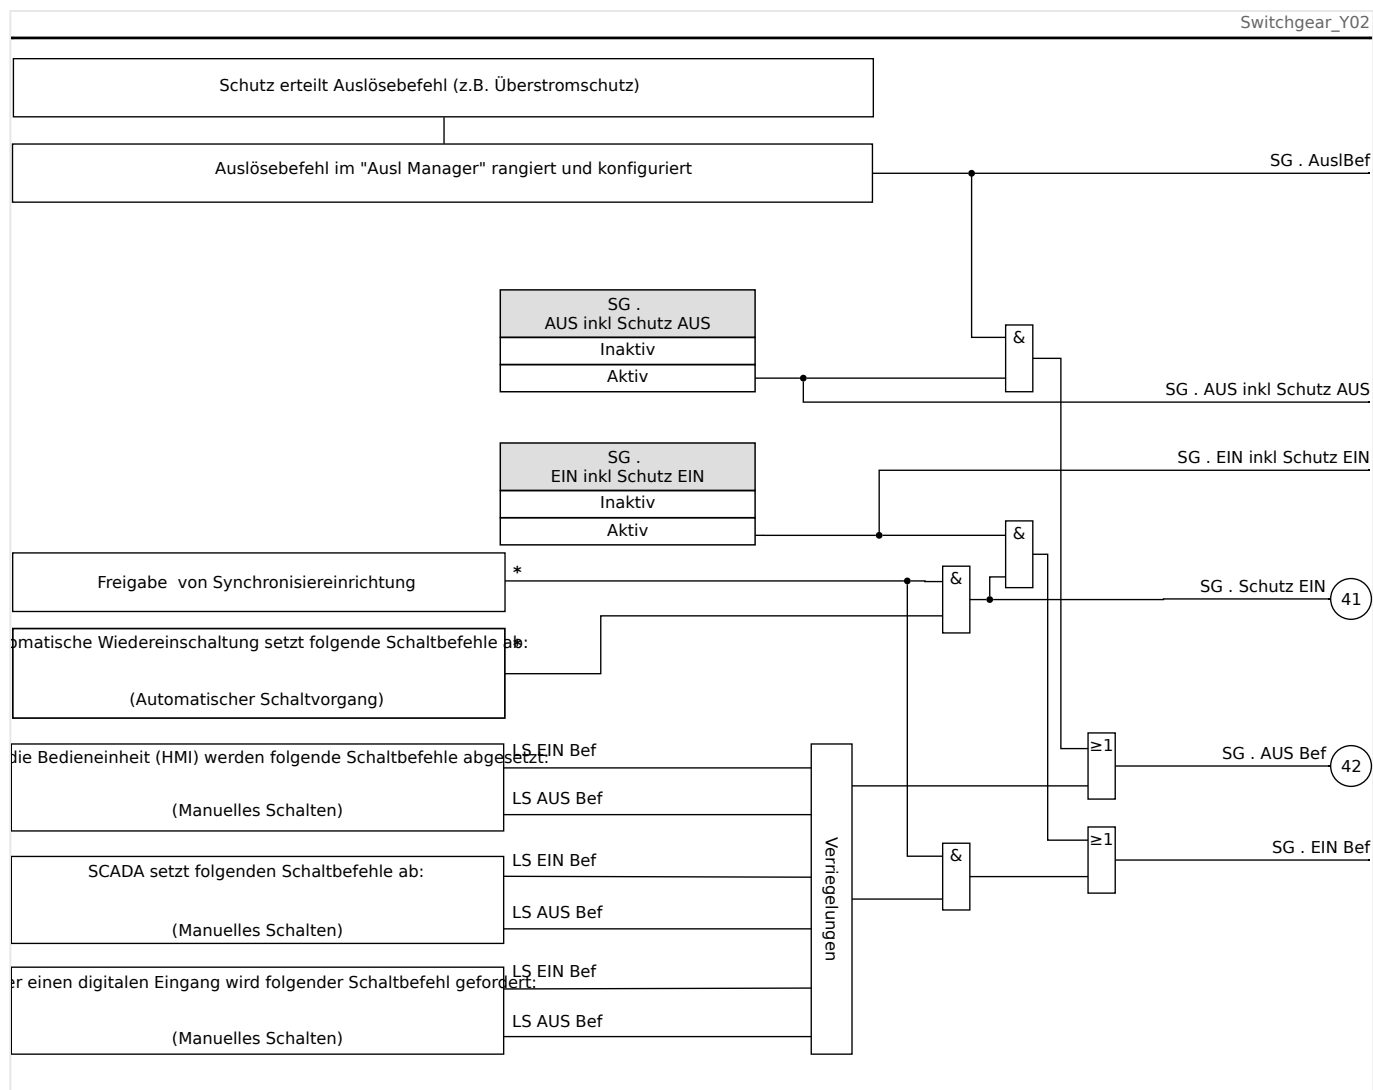 Switchgear_Y02
Schutz erteilt Auslösebefehl (z.B. Überstromschutz)
Auslösebefehl im "Ausl Manager" rangiert und konfiguriert
SG . AuslBef
SG .
AUS inkl Schutz AUS
Inaktiv
Aktiv
&
SG . AUS inkl Schutz AUS
SG .
EIN inkl Schutz EIN
Inaktiv
Aktiv
SG . EIN inkl Schutz EIN
&
Freigabe von Synchronisiereinrichtung
*
&
SG . Schutz EIN
41
omatische Wiedereinschaltung setzt folgende Schaltbefehle ab:
*
(Automatischer Schaltvorgang)
die Bedieneinheit (HMI) werden folgende Schaltbefehle abgesetzt:
(Manuelles Schalten)
LS EIN Bef
LS AUS Bef
≥1
SG . AUS Bef
42
SCADA setzt folgenden Schaltbefehle ab:
(Manuelles Schalten)
LS EIN Bef
LS AUS Bef
Verriegelungen
&
≥1
SG . EIN Bef
er einen digitalen Eingang wird folgender Schaltbefehl gefordert:
(Manuelles Schalten)
LS EIN Bef
LS AUS Bef